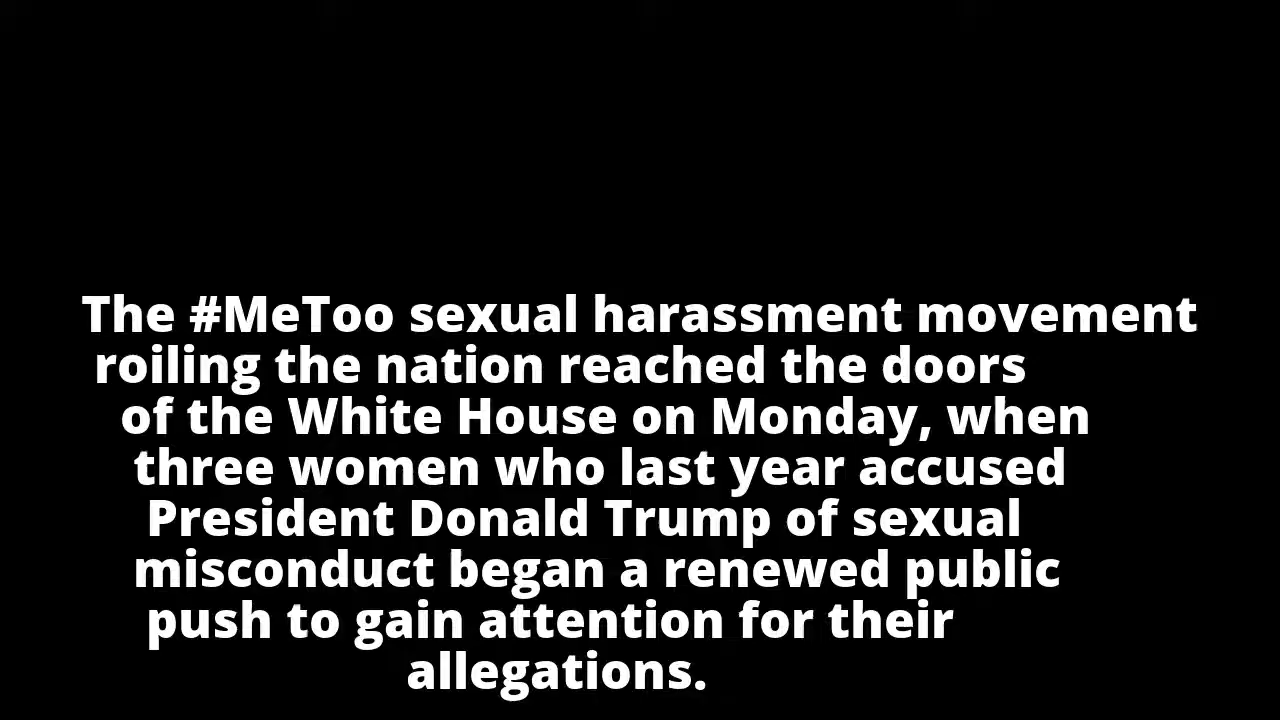 The #MeToo sexual harassment movement
roiling the nation reached the doors
of the White House on Monday, when
three women who last year accused
President Donald Trump of sexual
misconduct began a renewed public
push to gain attention for their
allegations.